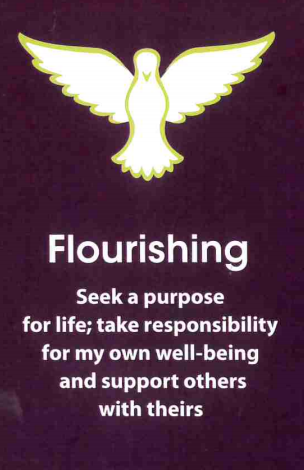 Flourishing
Seek a purpose
for life; take responsibility
for my own well-being
and support others
with theirs